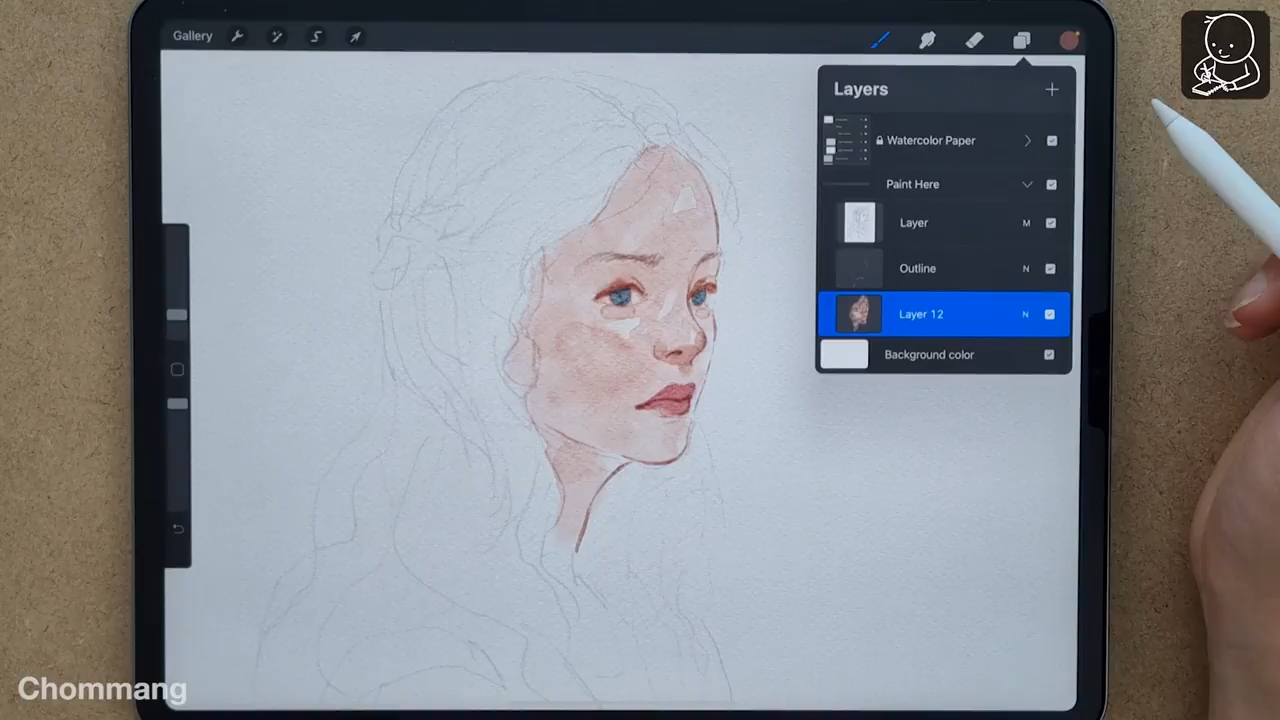 Gallery
Layers
Watercolor Paper
Paint Here
Layer M
Outline N
Layer 12 N
Background color
Chommang